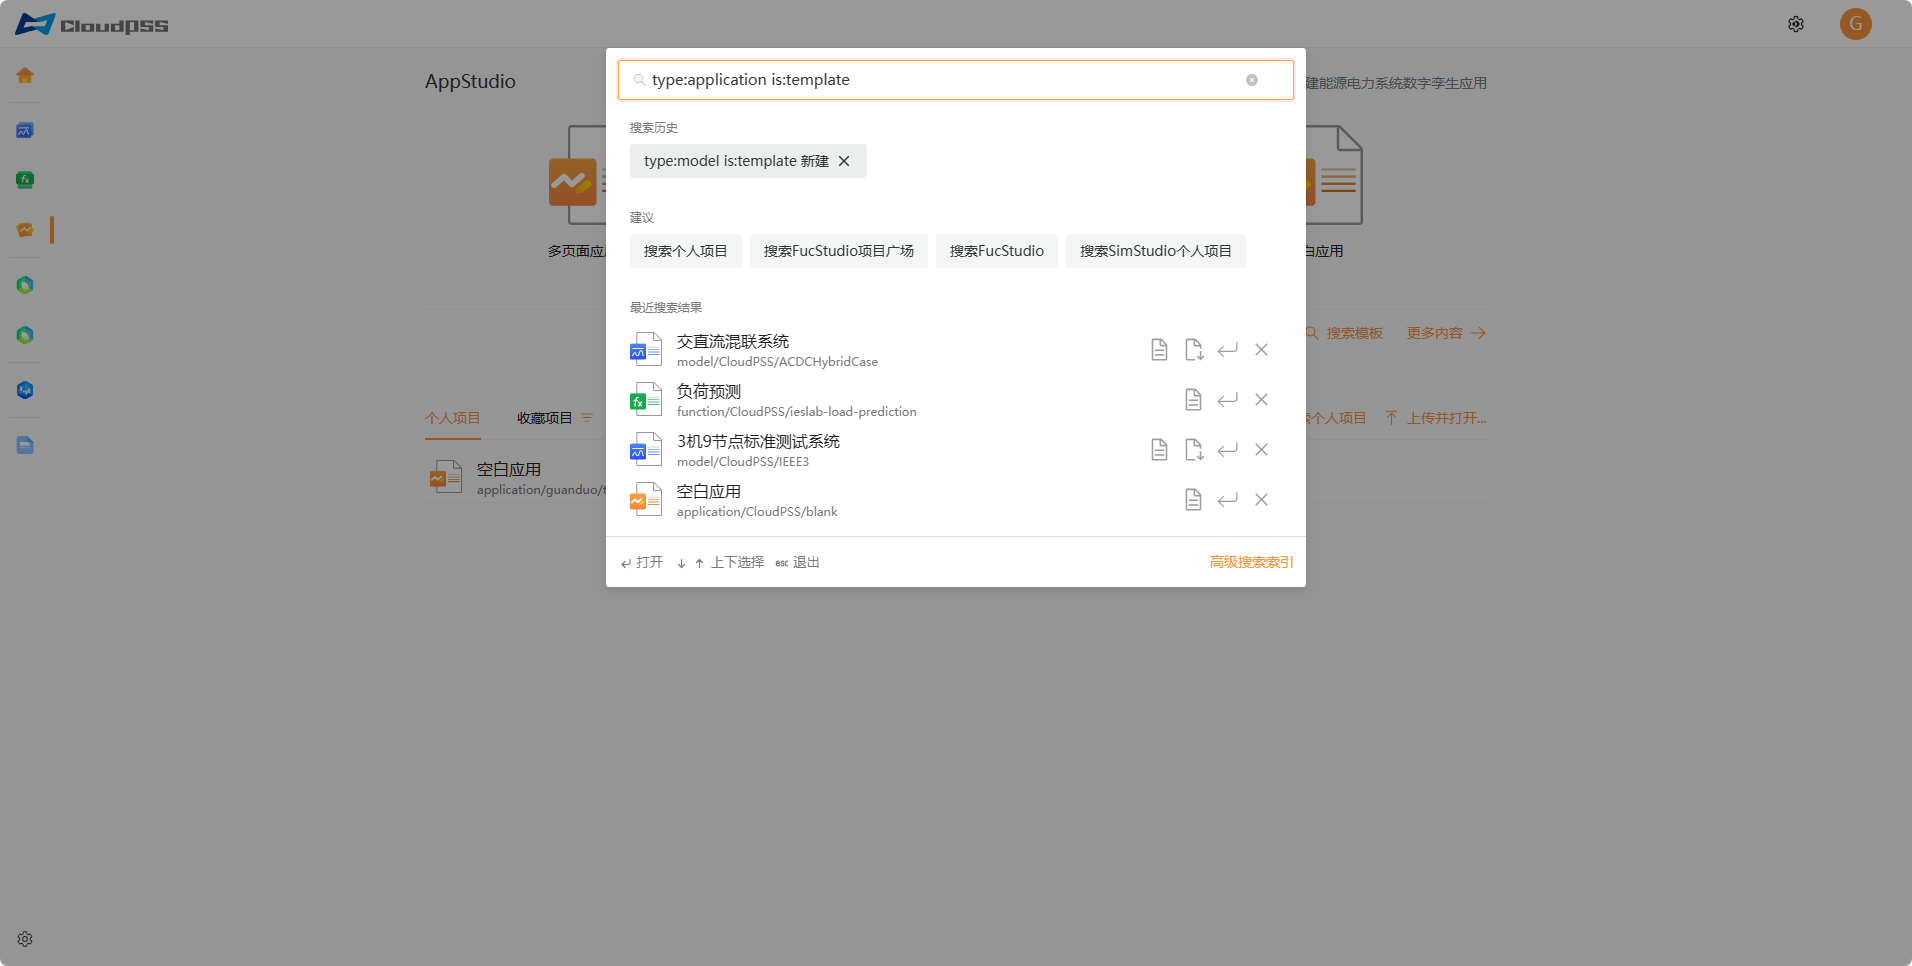 CloudPSS
G
AppStudio
建能源电力系统数字孪生应用
type:application is:template
搜索历史
type:model is:template 新建
建议
搜索个人项目
搜索FucStudio项目广场
搜索FucStudio
搜索SimStudio个人项目
多页面应
白应用
最近搜索结果
搜索模板
更多内容
交直流混联系统
model/CloudPSS/ACDCHybridCase
负荷预测
function/CloudPSS/ieslab-load-prediction
个人项目
收藏项目
个人项目
上传并打开...
3机9节点标准测试系统
model/CloudPSS/IEEE3
空白应用
application/guanduo/t
空白应用
application/CloudPSS/blank
打开
上下选择
esc 退出
高级搜索索引